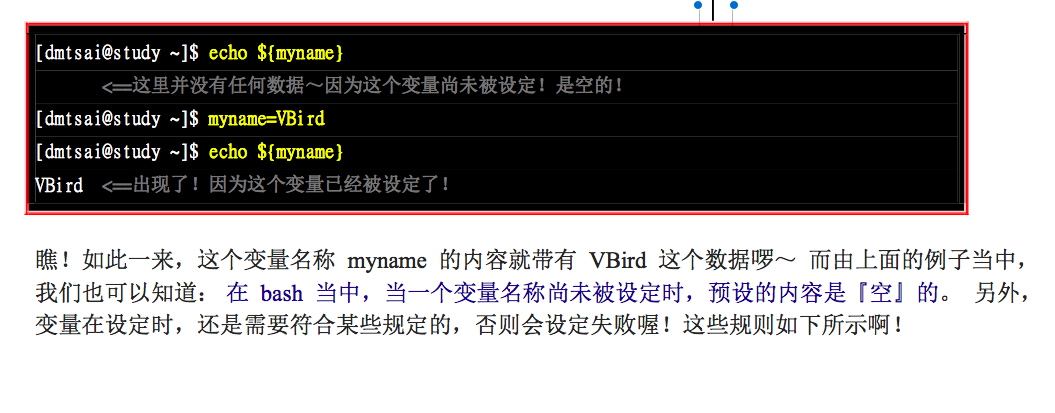 [dmtsai@study ~]$ echo ${myname}
<==这里并没有任何数据～因为这个变量尚未被设定！是空的！
[dmtsai@study ~]$ myname=VBird
[dmtsai@study ~]$ echo ${myname}
VBird <==出现了！因为这个变量已经被设定了！
瞧！如此一来，这个变量名称 myname 的内容就带有 VBird 这个数据啰～ 而由上面的例子当中，
我们也可以知道： 在 bash 当中，当一个变量名称尚未被设定时，预设的内容是『空』的。 另外，
变量在设定时，还是需要符合某些规定的，否则会设定失败喔！这些规则如下所示啊！